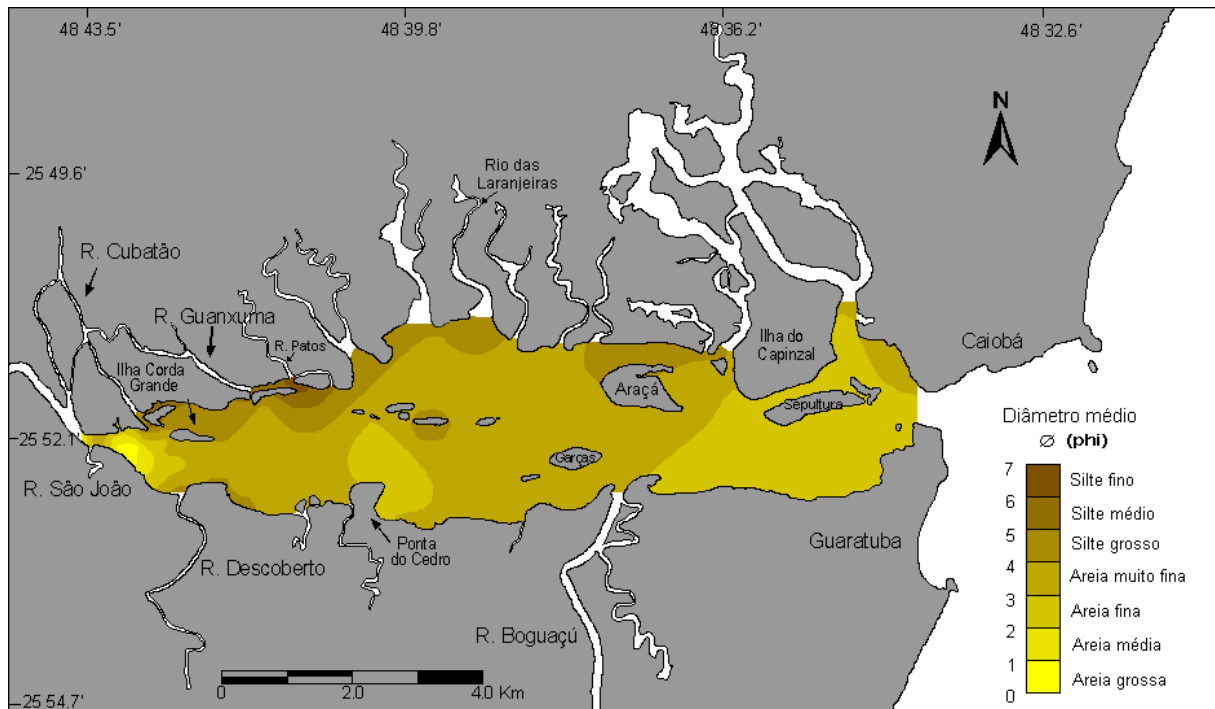 48 43.5'
48 39.8'
48 36.2'
48 32.6'
N
25 49.6'
Rio das
Laranjeiras
R. Cubatão
R. Guanxuma
R. Patos
Ilha Corda
Grande
Ilha do
Capinzal
Caiobá
Araçá
Sepultura
25 52.1'
Garças
R. São João
Ponta
do Cedro
R. Descoberto
Guaratuba
R. Boguaçú
Diâmetro médio
∅ (phi)
7
Silte fino
6
Silte médio
5
Silte grosso
4
Areia muito fina
3
Areia fina
2
Areia média
1
Areia grossa
0
0 2.0 4.0 Km
25 54.7'